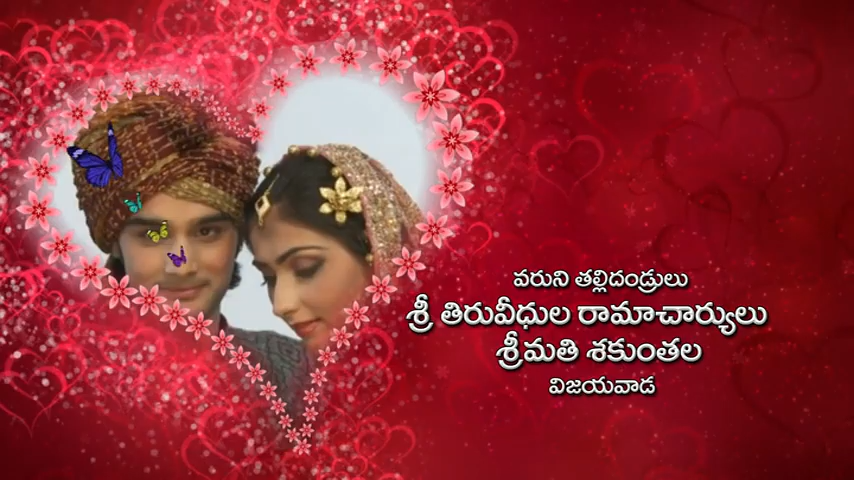 వరుని తల్లిదండ్రులు
శ్రీ తిరువీధుల రామాచార్యులు
శ్రీమతి శకుంతల
విజయవాడ